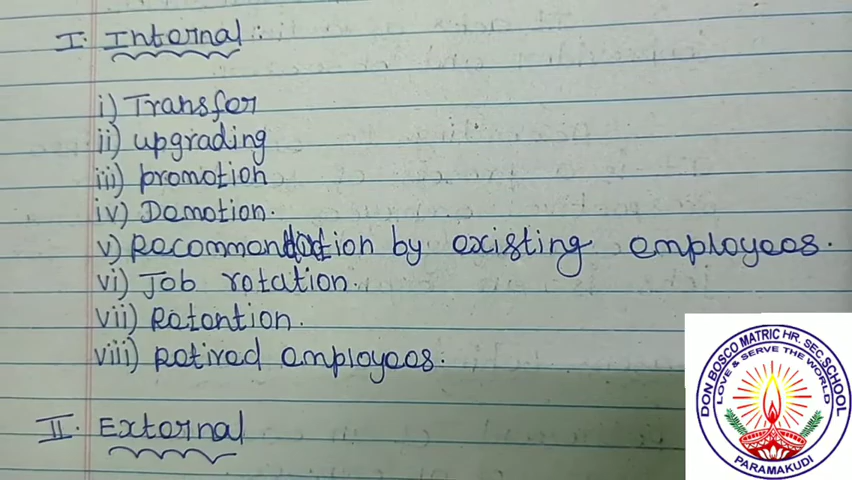 I. Internal:
i) Transfer
ii) upgrading
iii) promotion
iv) Demotion.
v) Recommendation by existing employees.
vi) Job rotation.
vii) Retention.
viii) Retired employees.
II. External
DON BOSCO MATRIC HR. SEC. SCHOOL
LOVE & SERVE THE WORLD
PARAMAKUDI